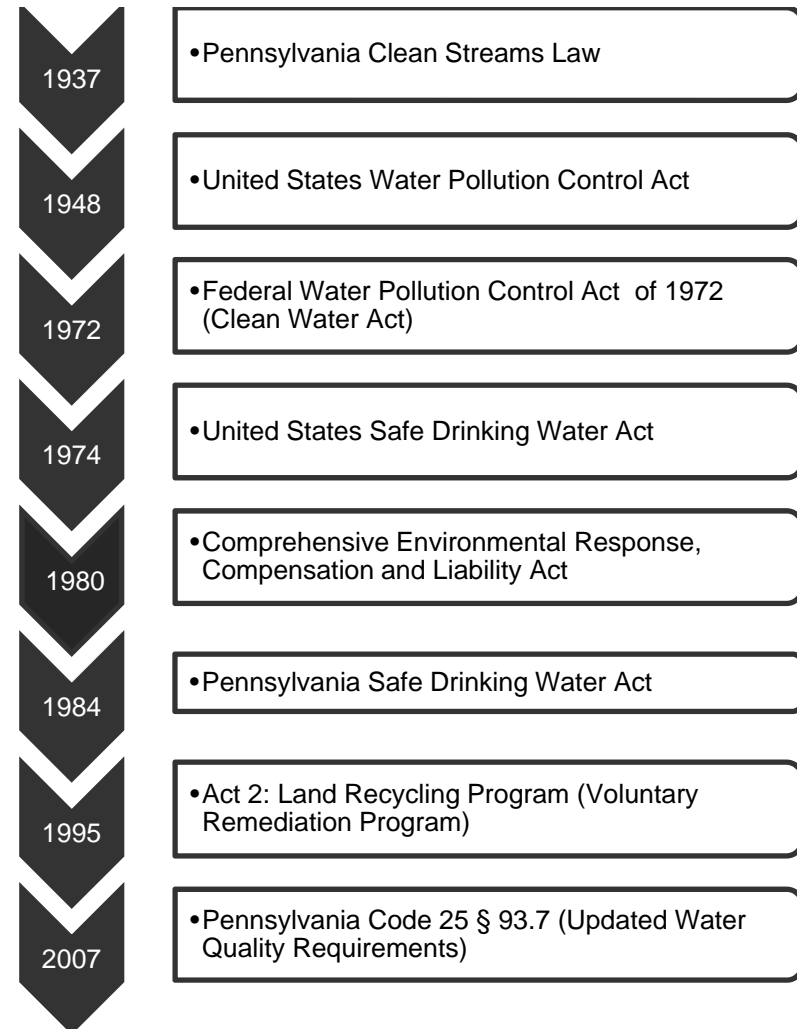 1937
•Pennsylvania Clean Streams Law
1948
•United States Water Pollution Control Act
1972
•Federal Water Pollution Control Act  of 1972
(Clean Water Act)
1974
•United States Safe Drinking Water Act
1980
•Comprehensive Environmental Response,
Compensation and Liability Act
1984
•Pennsylvania Safe Drinking Water Act
1995
•Act 2: Land Recycling Program (Voluntary
Remediation Program)
2007
•Pennsylvania Code 25 § 93.7 (Updated Water
Quality Requirements)